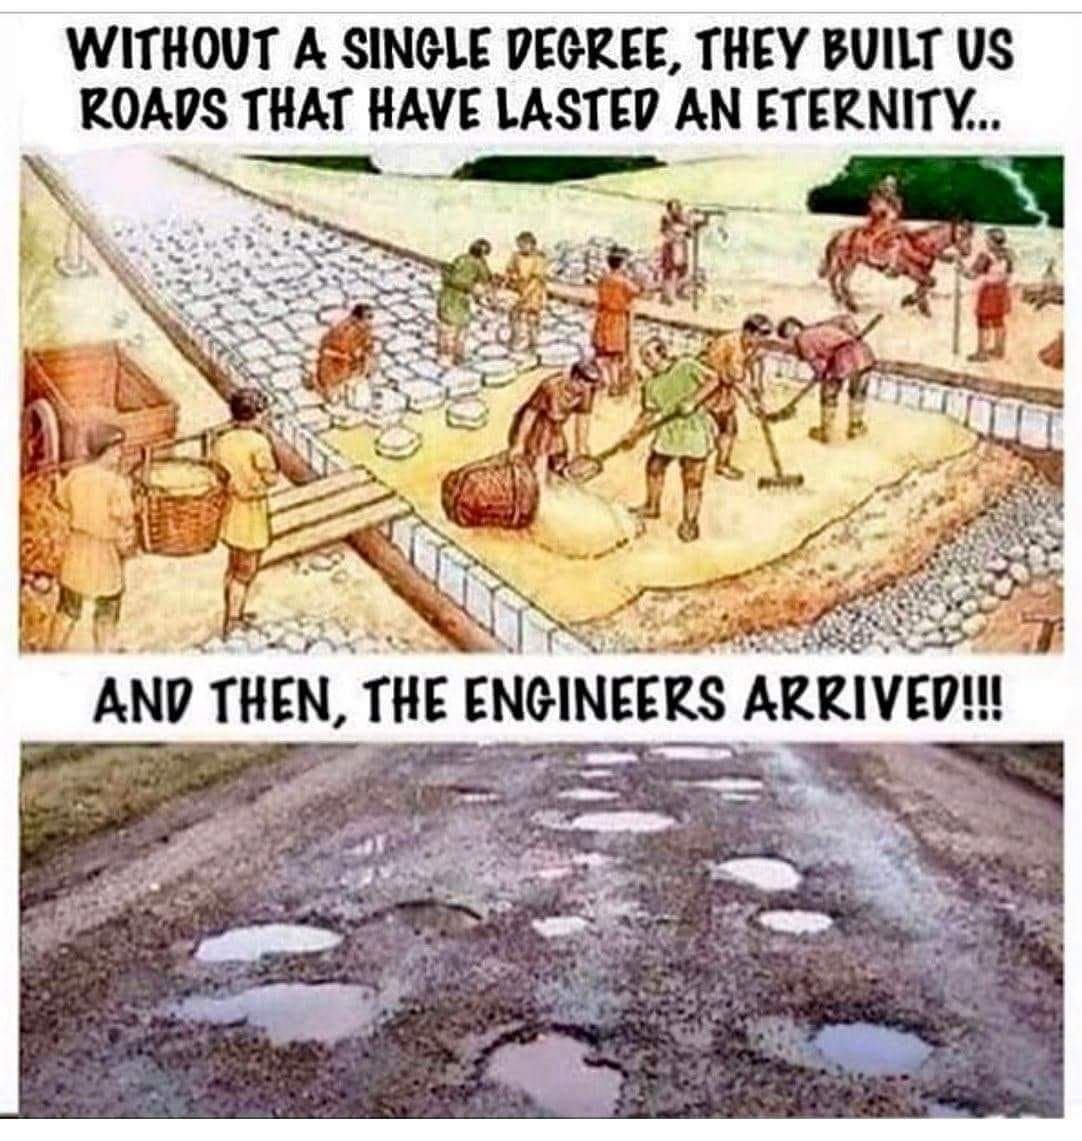 WITHOUT A SINGLE DEGREE, THEY BUILT US
ROADS THAT HAVE LASTED AN ETERNITY...
AND THEN, THE ENGINEERS ARRIVED!!!